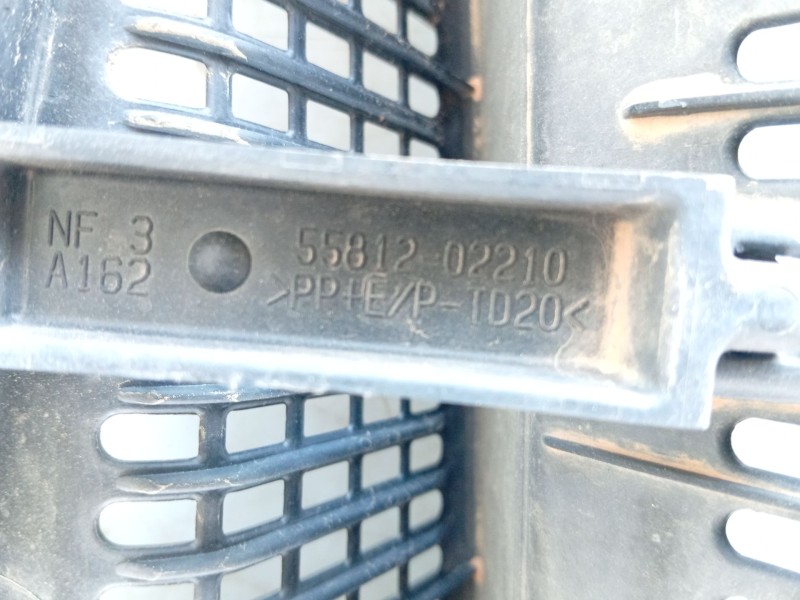 NF 3
A162
55812-02210
>PP+E/P-TD20<